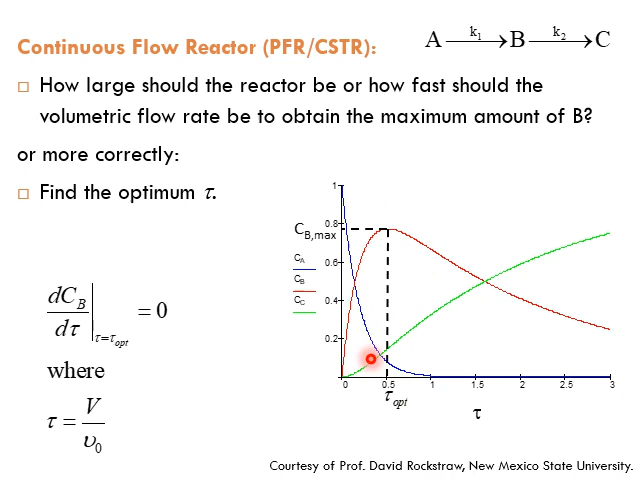 Continuous Flow Reactor (PFR/CSTR):
A —k₁→ B —k₂→ C
How large should the reactor be or how fast should the
volumetric flow rate be to obtain the maximum amount of B?
or more correctly:
Find the optimum τ.
dC_B/dτ |τ=τ_opt = 0
where
τ = V/υ₀
1
0.8
0.6
0.4
0.2
C_B,max
C_A
C_B
C_C
0 0.5 1 1.5 2 2.5 3
τ_opt
τ
Courtesy of Prof. David Rockstraw, New Mexico State University.